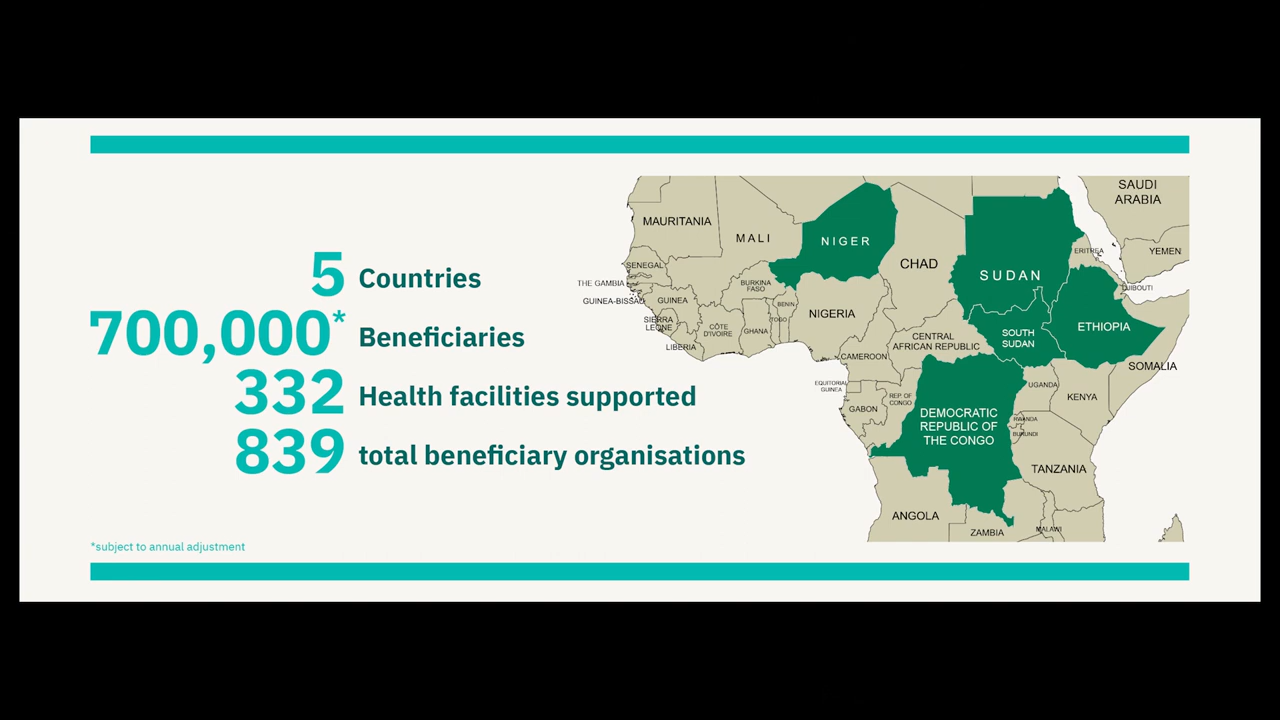 5 Countries
700,000* Beneficiaries
332 Health facilities supported
839 total beneficiary organisations
*subject to annual adjustment
SAUDI
ARABIA
MAURITANIA
MALI
NIGER
CHAD
SUDAN
ERITREA
YEMEN
SENEGAL
THE GAMBIA
GUINEA-BISSAU
GUINEA
SIERRA
LEONE
LIBERIA
CÔTE
D'IVOIRE
BURKINA
FASO
GHANA
TOGO
BENIN
NIGERIA
CAMEROON
CENTRAL
AFRICAN REPUBLIC
SOUTH
SUDAN
ETHIOPIA
DJIBOUTI
SOMALIA
EQUITORIAL
GUINEA
GABON
REP. OF
CONGO
DEMOCRATIC
REPUBLIC OF
THE CONGO
UGANDA
KENYA
RWANDA
BURUNDI
TANZANIA
ANGOLA
ZAMBIA
MALAWI